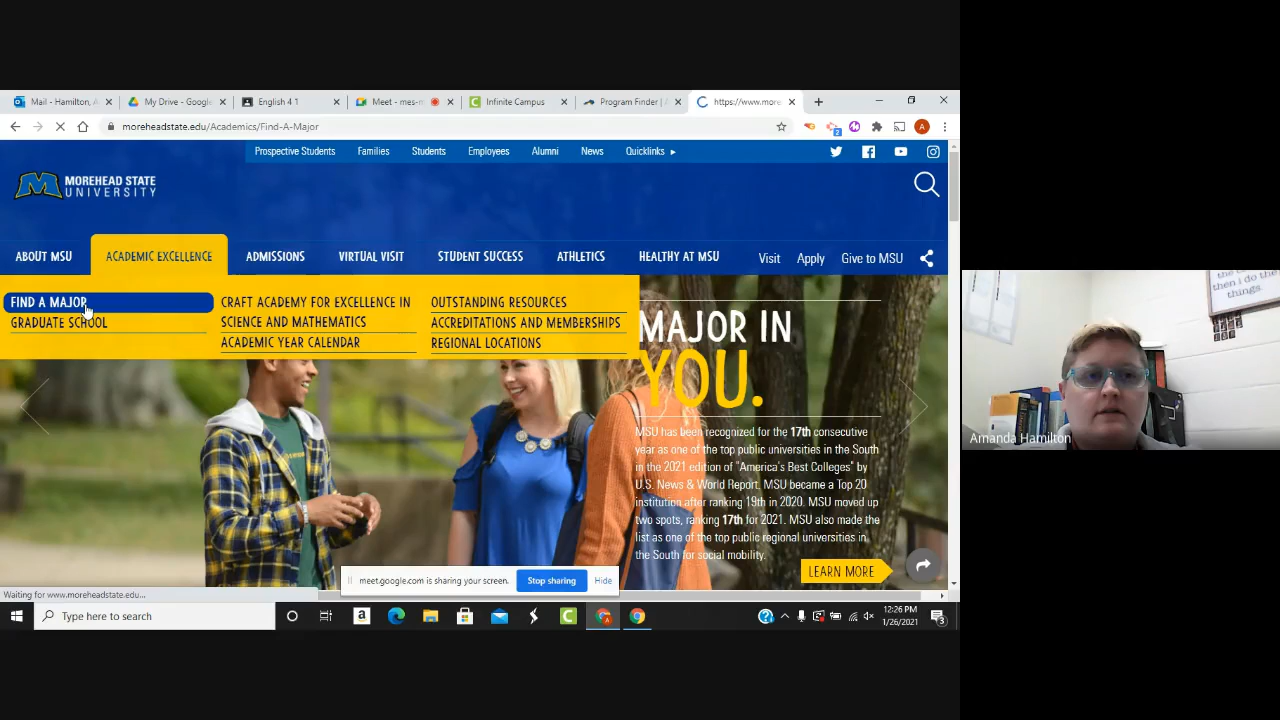 Mail - Hamilton, A
My Drive - Google
English 4 1
Meet - mes-m
Infinite Campus
Program Finder |
https://www.more
moreheadstate.edu/Academics/Find-A-Major
2
A
Prospective Students
Families
Students
Employees
Alumni
News
Quicklinks
M MOREHEAD STATE
UNIVERSITY
ABOUT MSU
ACADEMIC EXCELLENCE
ADMISSIONS
VIRTUAL VISIT
STUDENT SUCCESS
ATHLETICS
HEALTHY AT MSU
Visit
Apply
Give to MSU
FIND A MAJOR
GRADUATE SCHOOL
CRAFT ACADEMY FOR EXCELLENCE IN
SCIENCE AND MATHEMATICS
ACADEMIC YEAR CALENDAR
OUTSTANDING RESOURCES
ACCREDITATIONS AND MEMBERSHIPS
REGIONAL LOCATIONS
MAJOR IN
YOU.
MSU has been recognized for the 17th consecutive
year as one of the top public universities in the South
in the 2021 edition of "America's Best Colleges" by
U.S. News & World Report. MSU became a Top 20
institution after ranking 19th in 2020. MSU moved up
two spots, ranking 17th for 2021. MSU also made the
list as one of the top public regional universities in
the South for social mobility.
LEARN MORE
meet.google.com is sharing your screen.
Stop sharing
Hide
Waiting for www.moreheadstate.edu...
Type here to search
12:26 PM
1/26/2021
3
then I do the
things.
Amanda Hamilton